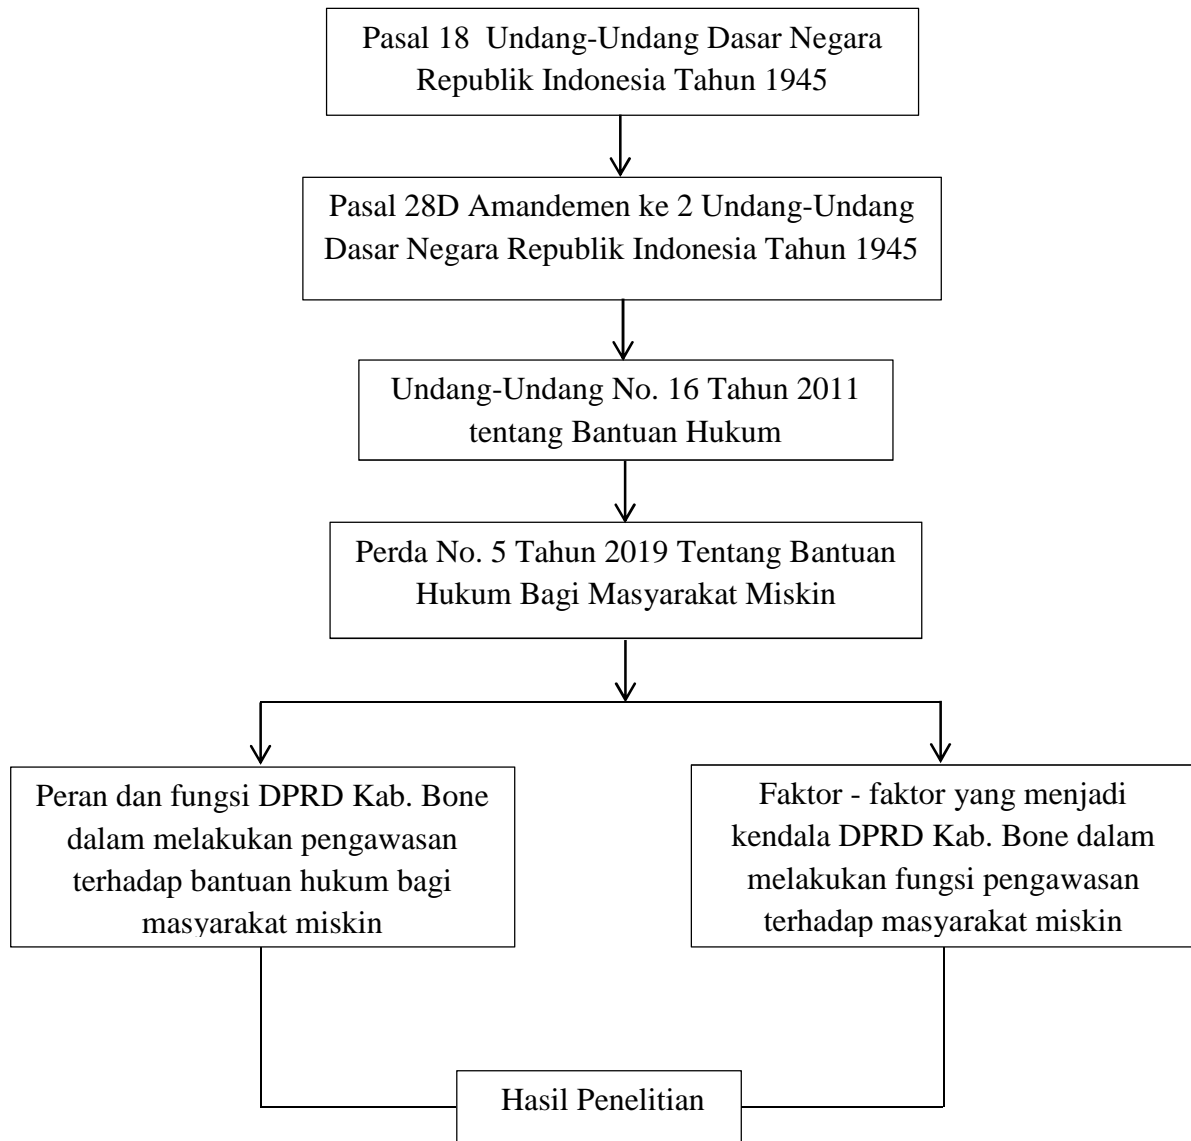 Pasal 18  Undang-Undang Dasar Negara
Republik Indonesia Tahun 1945
Pasal 28D Amandemen ke 2 Undang-Undang
Dasar Negara Republik Indonesia Tahun 1945
Undang-Undang No. 16 Tahun 2011
tentang Bantuan Hukum
Perda No. 5 Tahun 2019 Tentang Bantuan
Hukum Bagi Masyarakat Miskin
Peran dan fungsi DPRD Kab. Bone
dalam melakukan pengawasan
terhadap bantuan hukum bagi
masyarakat miskin
Faktor - faktor yang menjadi
kendala DPRD Kab. Bone dalam
melakukan fungsi pengawasan
terhadap masyarakat miskin
Hasil Penelitian